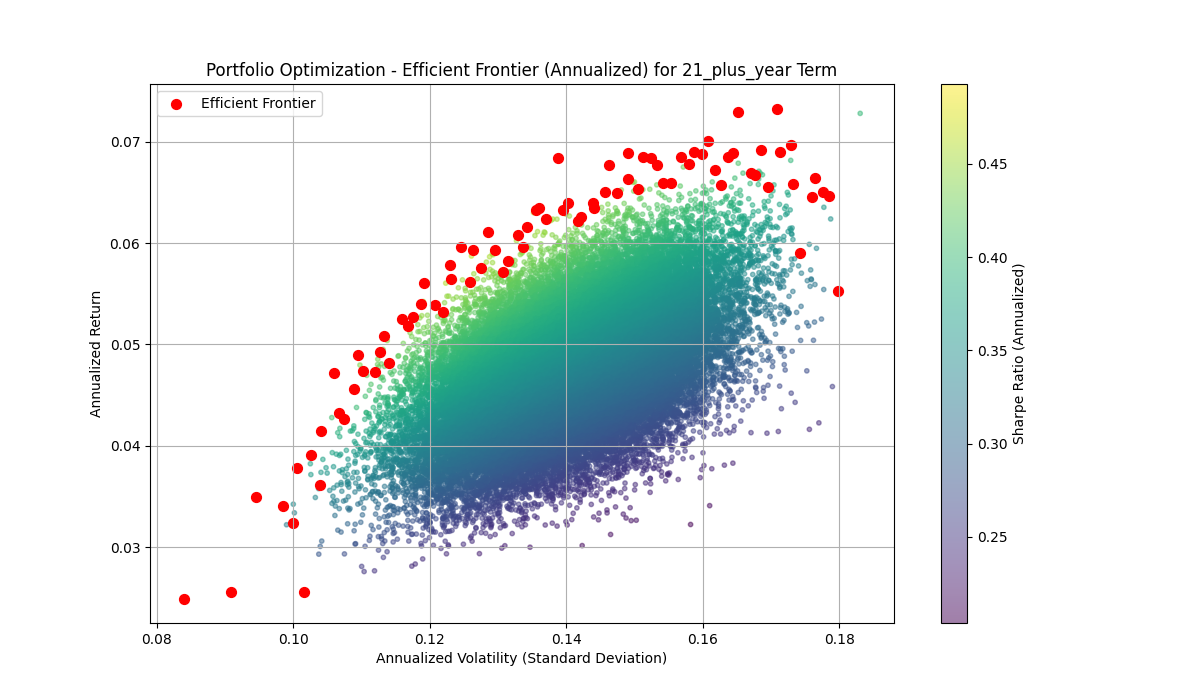 Portfolio Optimization - Efficient Frontier (Annualized) for 21_plus_year Term
Efficient Frontier
0.07
0.06
0.05
0.04
0.03
Annualized Return
0.08 0.10 0.12 0.14 0.16 0.18
Annualized Volatility (Standard Deviation)
0.45
0.40
0.35
0.30
0.25
Sharpe Ratio (Annualized)